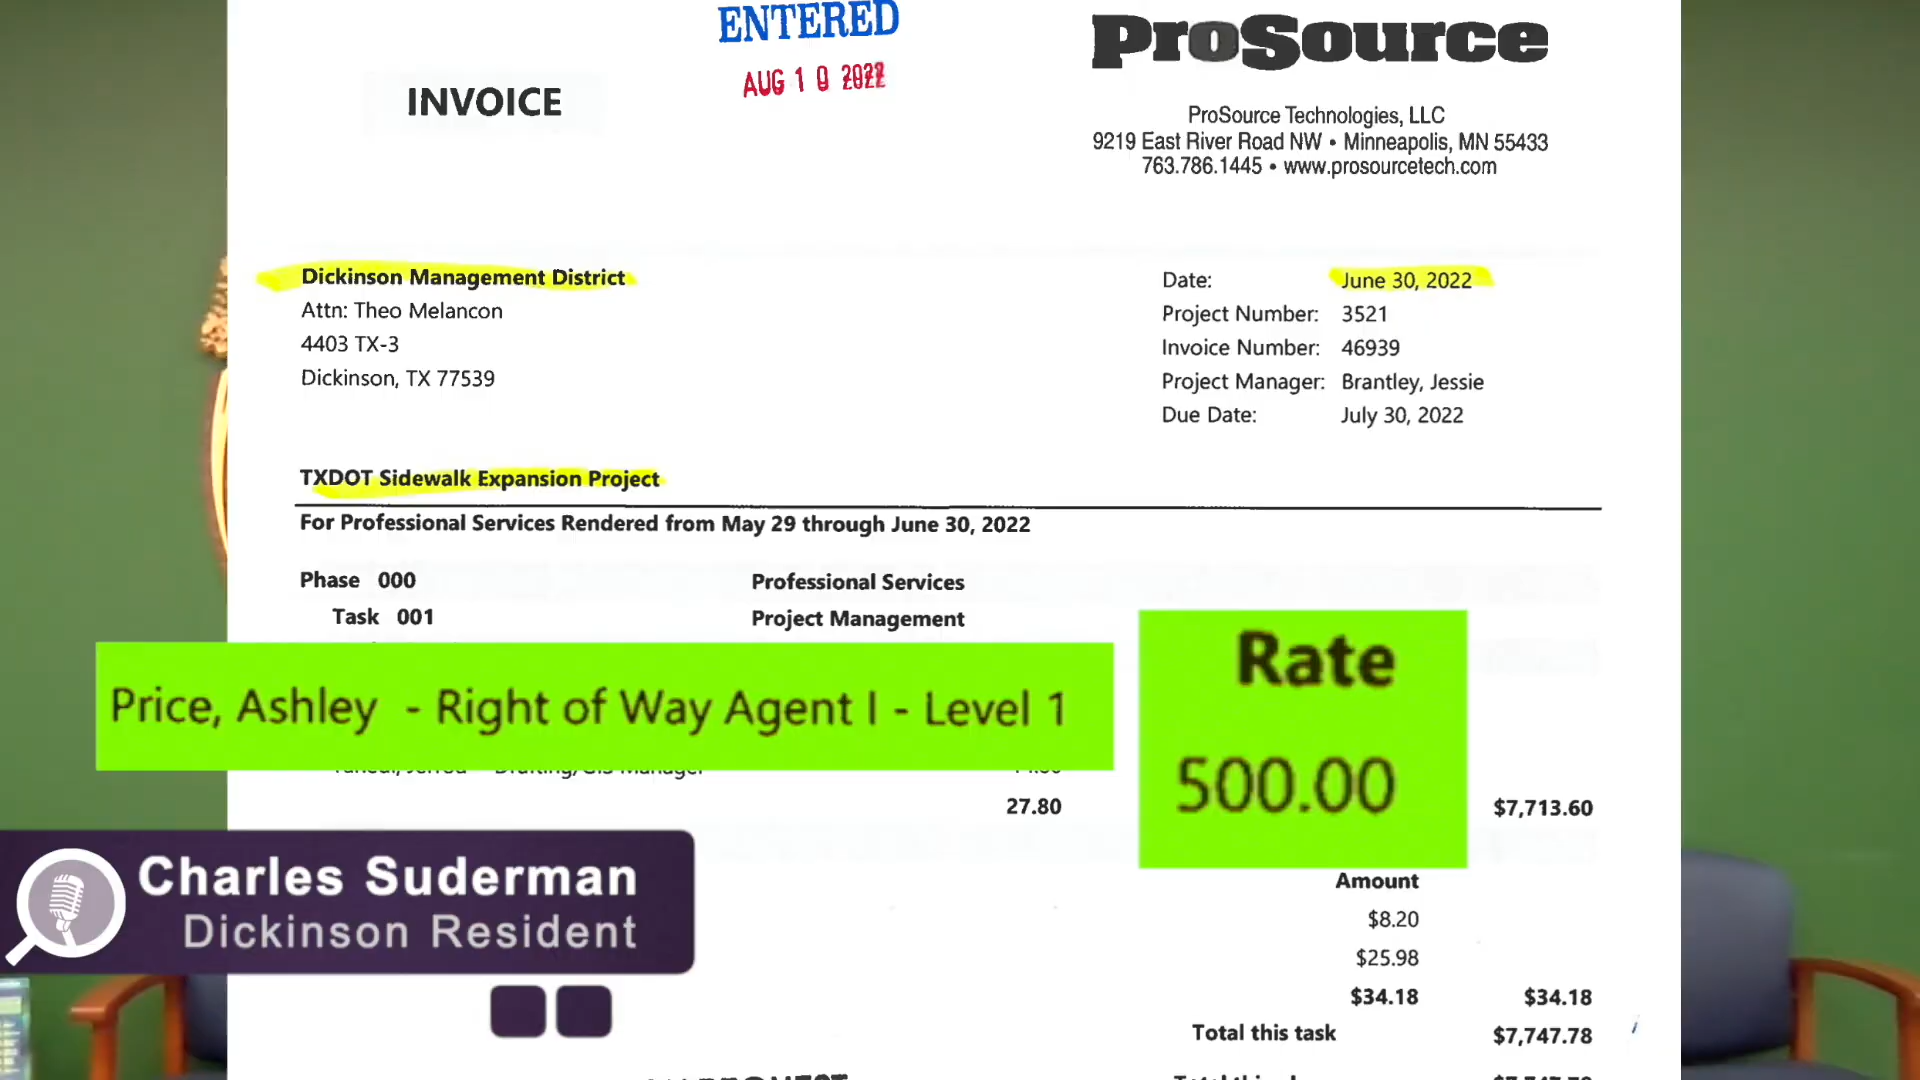 ENTERED
AUG 10 2022
ProSource
INVOICE
ProSource Technologies, LLC
9219 East River Road NW • Minneapolis, MN 55433
763.786.1445 • www.prosourcetech.com
Dickinson Management District
Attn: Theo Melancon
4403 TX-3
Dickinson, TX 77539
Date: June 30, 2022
Project Number: 3521
Invoice Number: 46939
Project Manager: Brantley, Jessie
Due Date: July 30, 2022
TXDOT Sidewalk Expansion Project
For Professional Services Rendered from May 29 through June 30, 2022
Phase 000 Professional Services
Task 001 Project Management
Rate
Price, Ashley - Right of Way Agent I - Level 1
500.00
27.80 $7,713.60
Charles Suderman
Dickinson Resident
Amount
$8.20
$25.98
$34.18 $34.18
Total this task $7,747.78